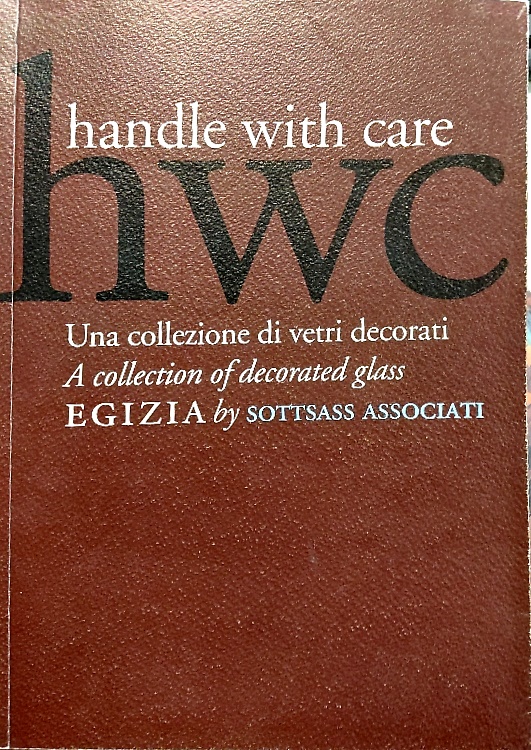 handle with care
hwc
Una collezione di vetri decorati
A collection of decorated glass
EGIZIA by SOTTSASS ASSOCIATI